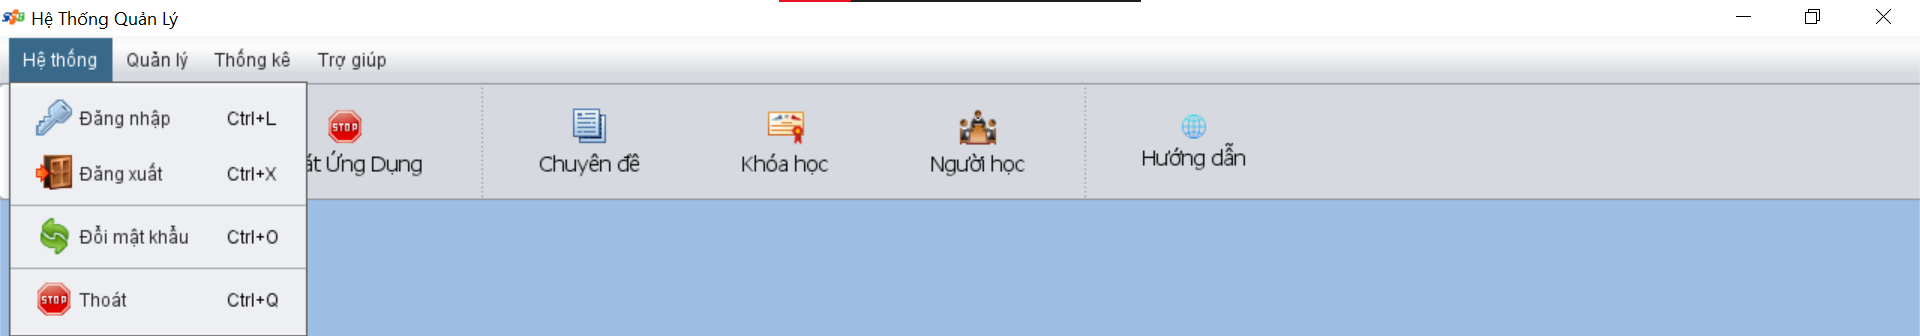 Hệ Thống Quản Lý
Hệ thống Quản lý Thống kê Trợ giúp
Đăng nhập Ctrl+L
Đăng xuất Ctrl+X
Đổi mật khẩu Ctrl+O
Thoát Ctrl+Q
STOP
STOP
át Ứng Dụng Chuyên đề Khóa học Người học Hướng dẫn